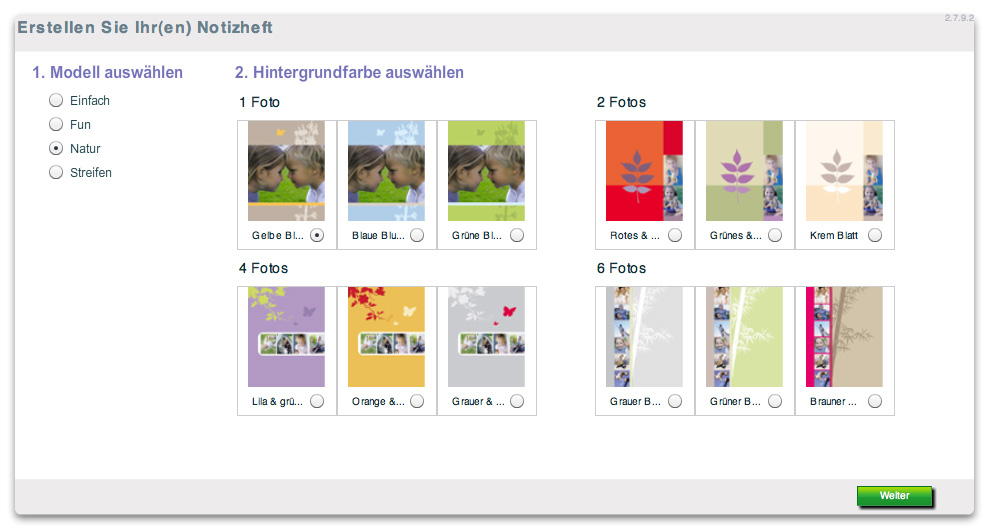 2.7.9.2
Erstellen Sie Ihr(en) Notizheft
1. Modell auswählen
Einfach
Fun
Natur
Streifen
2. Hintergrundfarbe auswählen
1 Foto
Gelbe Bl...
Blaue Blu...
Grüne Bl...
2 Fotos
Rotes & ...
Grünes &...
Krem Blatt
4 Fotos
Lila & grü...
Orange &...
Grauer & ...
6 Fotos
Grauer B...
Grüner B...
Brauner ...
Weiter